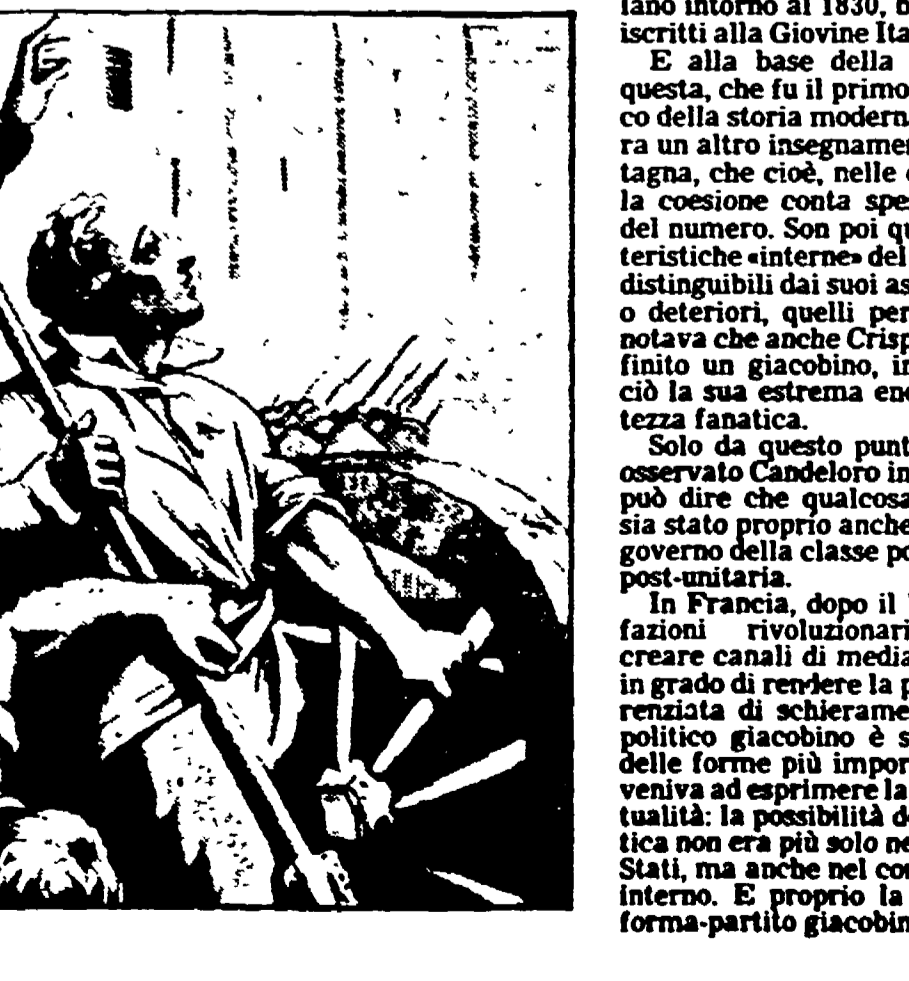 lano intorno al 1830, b
iscritti alla Giovine Ita
E alla base della
questa, che fu il primo
co della storia modern
ra un altro insegname
tagna, che cioè, nelle
la coesione conta spe
del numero. Son poi qu
teristiche «interne» del
distinguibili dai suoi as
o deteriori, quelli per
notava che anche Crisp
finito un giacobino, in
ciò la sua estrema ene
tezza fanatica.
Solo da questo punt
osservato Candeloro in
può dire che qualcosa
sia stato proprio anche
governo della classe po
post-unitaria.
In Francia, dopo il
fazioni rivoluzionari
creare canali di media
in grado di rendere la p
renziata di schierame
politico giacobino è s
delle forme più impor
veniva ad esprimere la
tualità: la possibilità d
tica non era più solo ne
Stati, ma anche nel co
interno. E proprio la
forma-partito giacobin